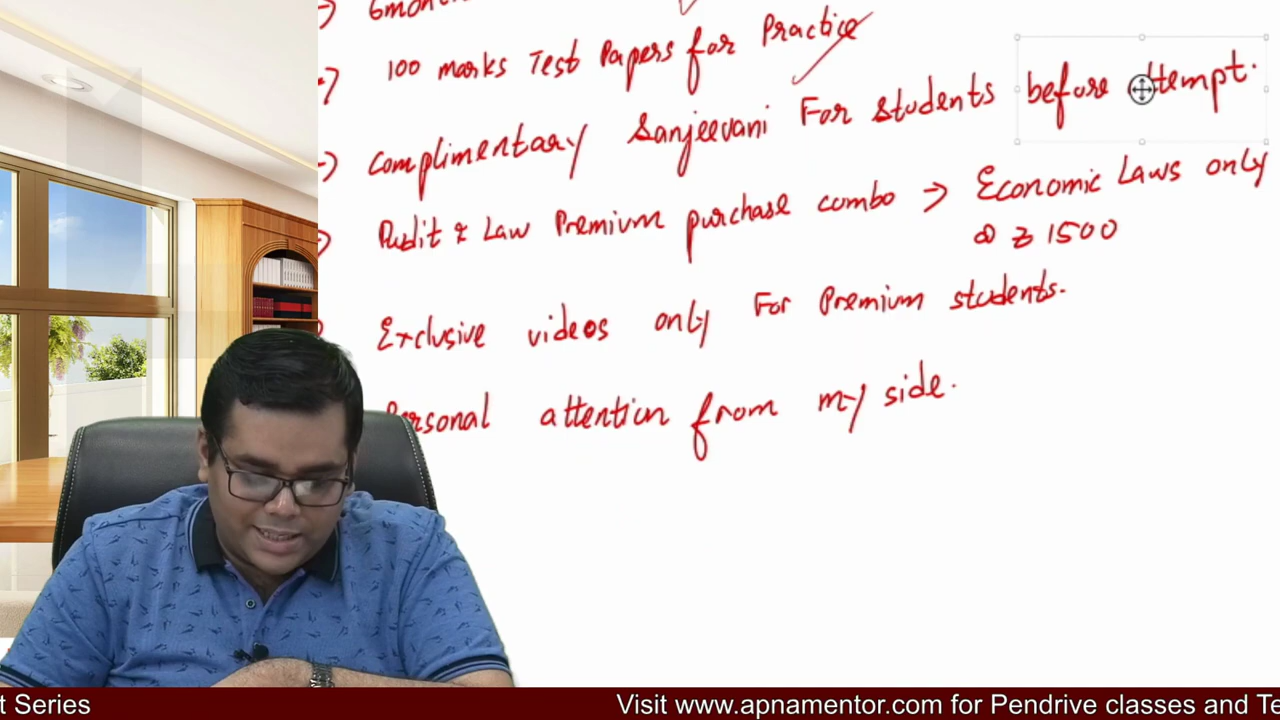 6month
100 marks Test Papers for Practice
Complimentary Sanjeevani For students before attempt.
Audit & Law Premium purchase combo → Economic Laws only
@ ₹ 1500
Exclusive videos only For Premium students.
Personal attention from my side.
t Series Visit www.apnamentor.com for Pendrive classes and Te